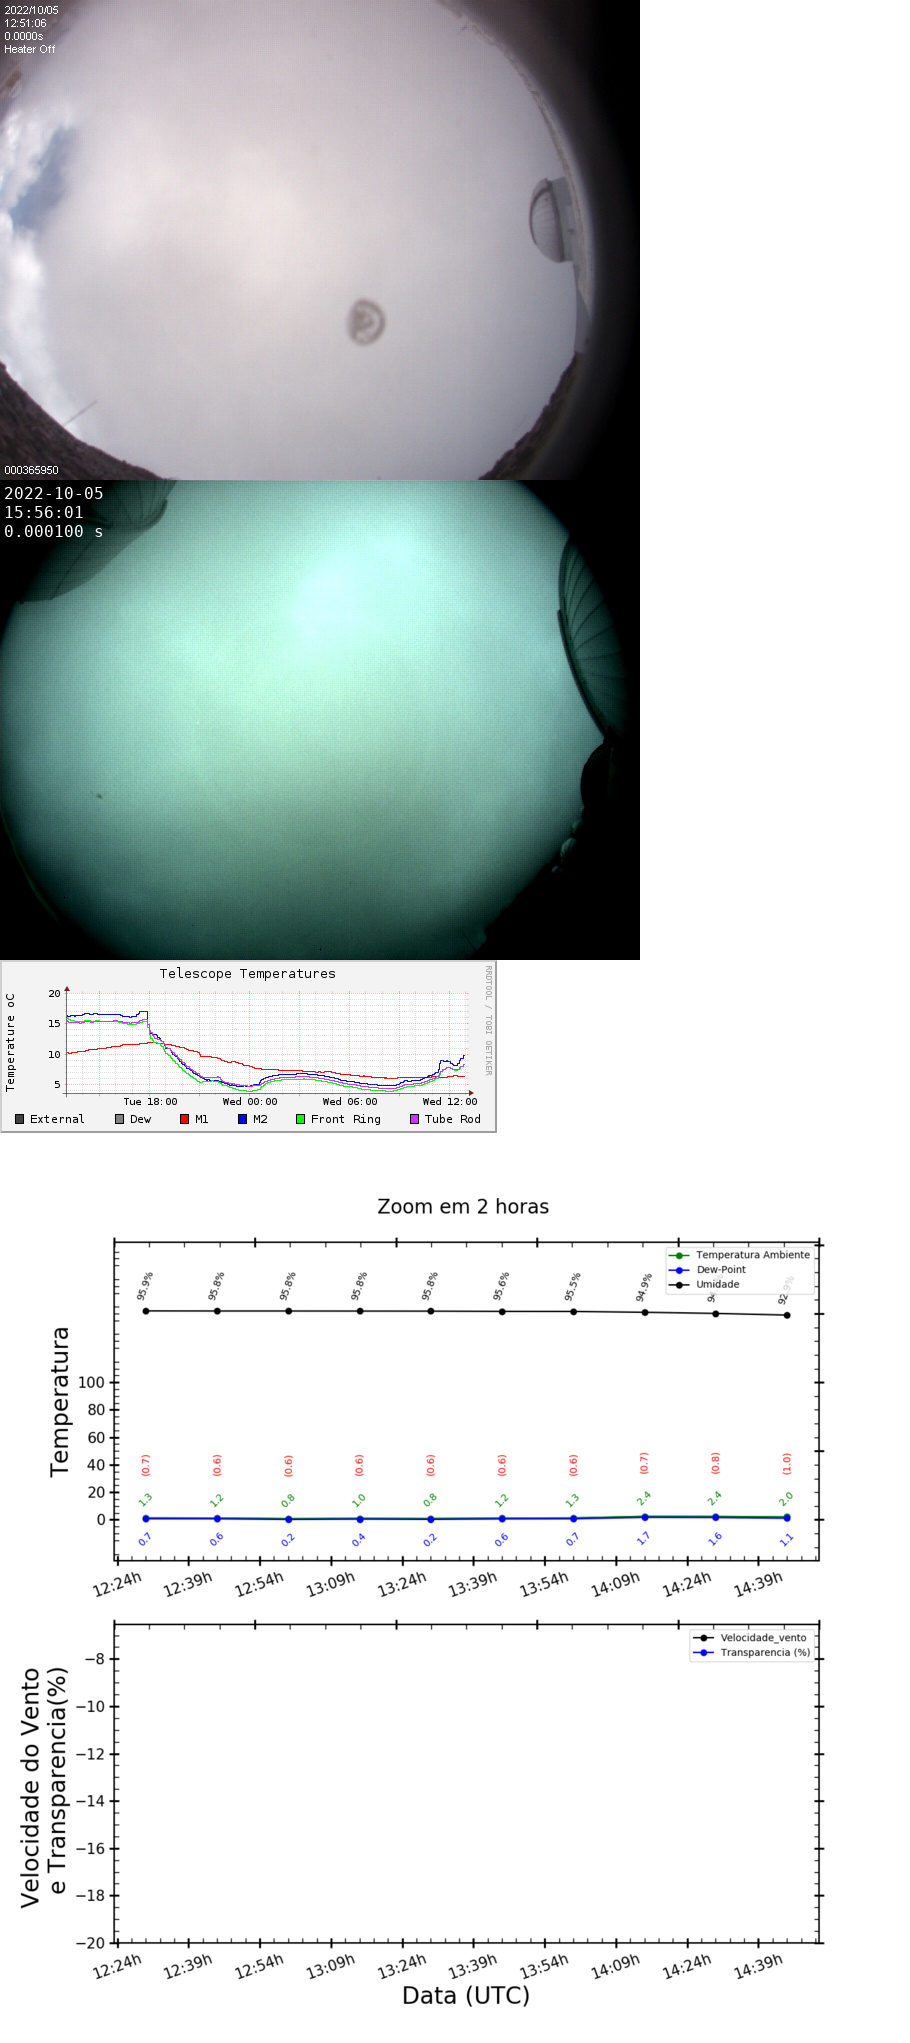 2022/10/05
12:51:06
0.0000s
Heater Off
000365950
2022-10-05
15:56:01
0.000100 s
Telescope Temperatures
RRDTOOL / TOBI OETIKER
Temperature oC
20
15
10
5
Tue 18:00 Wed 00:00 Wed 06:00 Wed 12:00
External Dew M1 M2 Front Ring Tube Rod
Zoom em 2 horas
Temperatura Ambiente
Dew-Point
Umidade
95.9% 95.8% 95.8% 95.8% 95.8% 95.6% 95.5% 94.9%
Temperatura
100
80
60
40
20
0
(0.7) (0.6) (0.6) (0.6) (0.6) (0.6) (0.6) (0.7) (0.8) (1.0)
1.3 1.2 0.8 1.0 0.8 1.2 1.3 2.4 2.4 2.0
0.7 0.6 0.2 0.4 0.2 0.6 0.7 1.7 1.6 1.1
12:24h 12:39h 12:54h 13:09h 13:24h 13:39h 13:54h 14:09h 14:24h 14:39h
Velocidade_vento
Transparencia (%)
Velocidade do Vento
e Transparencia(%)
−8
−10
−12
−14
−16
−18
−20
12:24h 12:39h 12:54h 13:09h 13:24h 13:39h 13:54h 14:09h 14:24h 14:39h
Data (UTC)